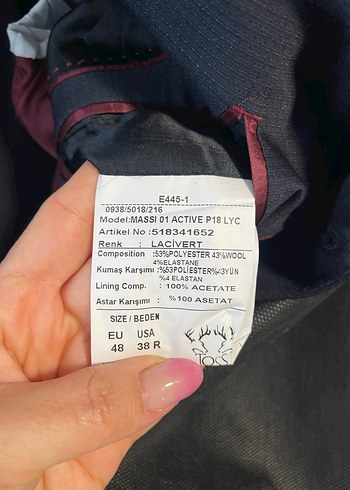 E445-1
0938/5018/216
Model:MASSI 01 ACTIVE P18 LYC
Artikel No :518341652
Renk : LACİVERT
Composition :53%POLYESTER 43%WOOL
4%ELASTANE
Kumaş Karşımı :%53POLİESTER%43YÜN
%4 ELASTAN
Lining Comp. : 100% ACETATE
Astar Karışımı : %100 ASETAT
SIZE / BEDEN
EU USA
48 38 R